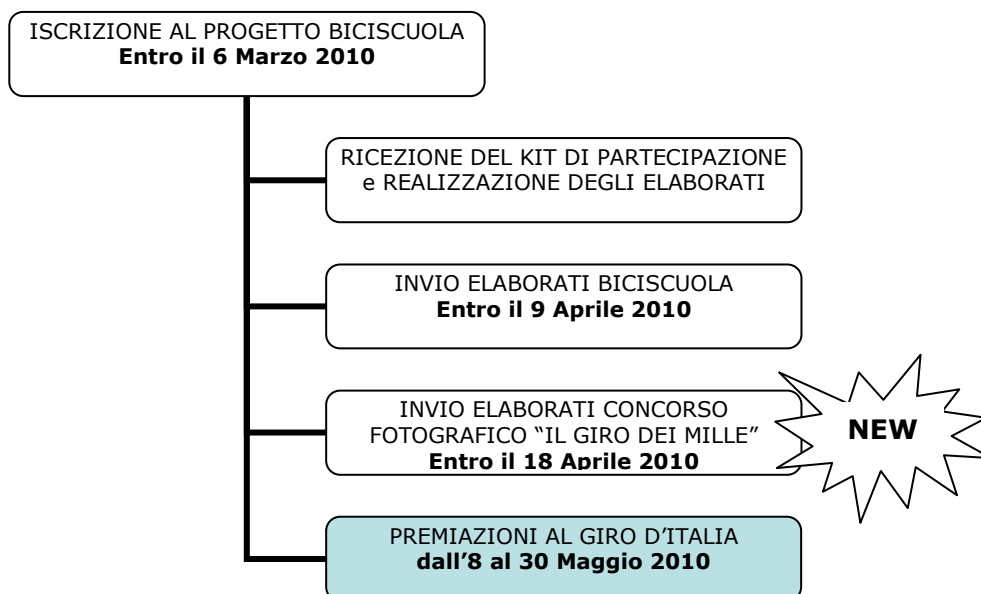 ISCRIZIONE AL PROGETTO BICISCUOLA
Entro il 6 Marzo 2010
RICEZIONE DEL KIT DI PARTECIPAZIONE
e REALIZZAZIONE DEGLI ELABORATI
INVIO ELABORATI BICISCUOLA
Entro il 9 Aprile 2010
INVIO ELABORATI CONCORSO
FOTOGRAFICO “IL GIRO DEI MILLE”
Entro il 18 Aprile 2010
NEW
PREMIAZIONI AL GIRO D’ITALIA
dall’8 al 30 Maggio 2010